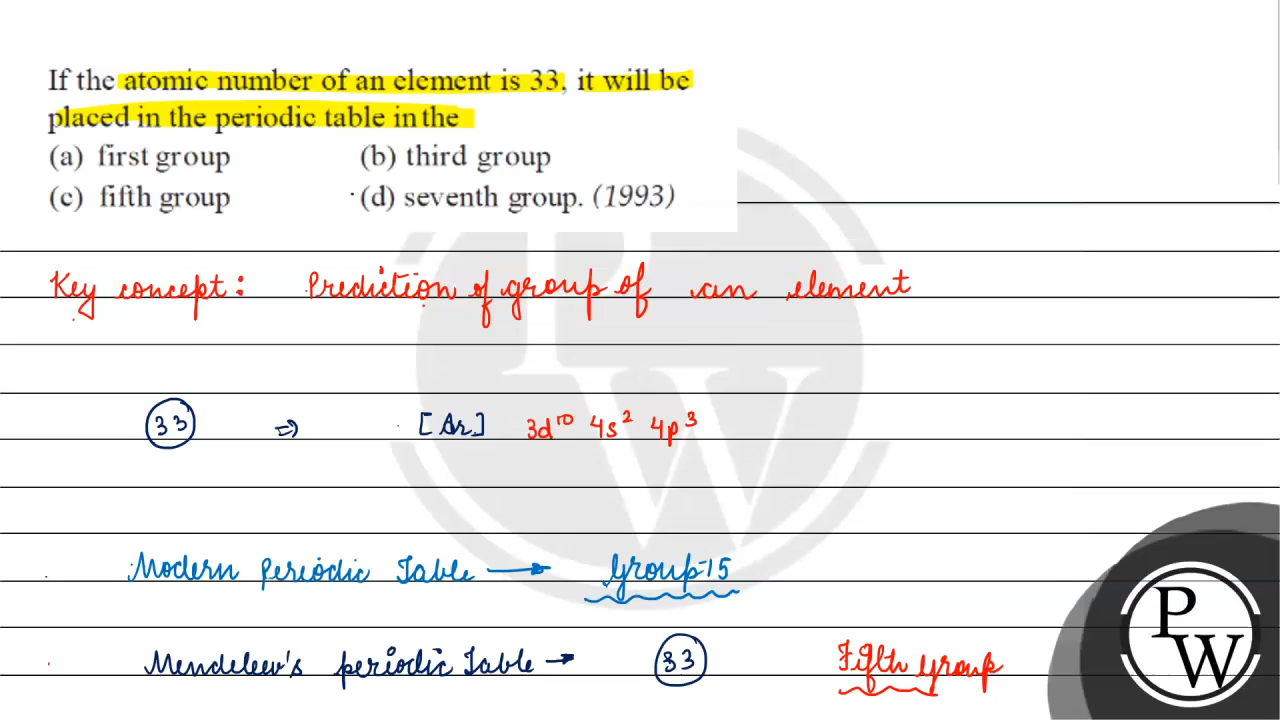 If the atomic number of an element is 33, it will be
placed in the periodic table in the
(a) first group (b) third group
(c) fifth group (d) seventh group. (1993)
Key concept: Prediction of group of an element
33 ⇒ [Ar] 3d¹⁰ 4s² 4p³
Modern Periodic Table → Group-15
Mendeleev's periodic Table → 33 Fifth group
PW
PW